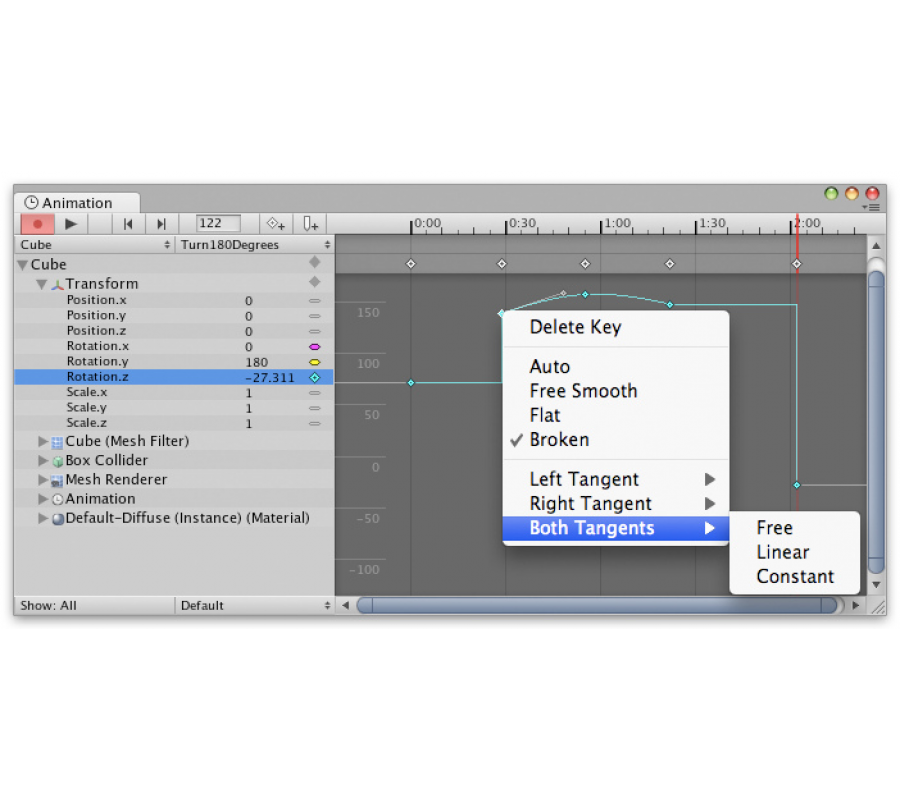 Animation
122
0:00 0:30 1:00 1:30 2:00
Cube Turn180Degrees
Cube
Transform
Position.x 0
Position.y 0
Position.z 0
Rotation.x 0
Rotation.y 180
Rotation.z -27.311
Scale.x 1
Scale.y 1
Scale.z 1
Cube (Mesh Filter)
Box Collider
Mesh Renderer
Animation
Default-Diffuse (Instance) (Material)
Show: All Default
150
100
50
0
-50
-100
Delete Key
Auto
Free Smooth
Flat
Broken
Left Tangent
Right Tangent
Both Tangents
Free
Linear
Constant